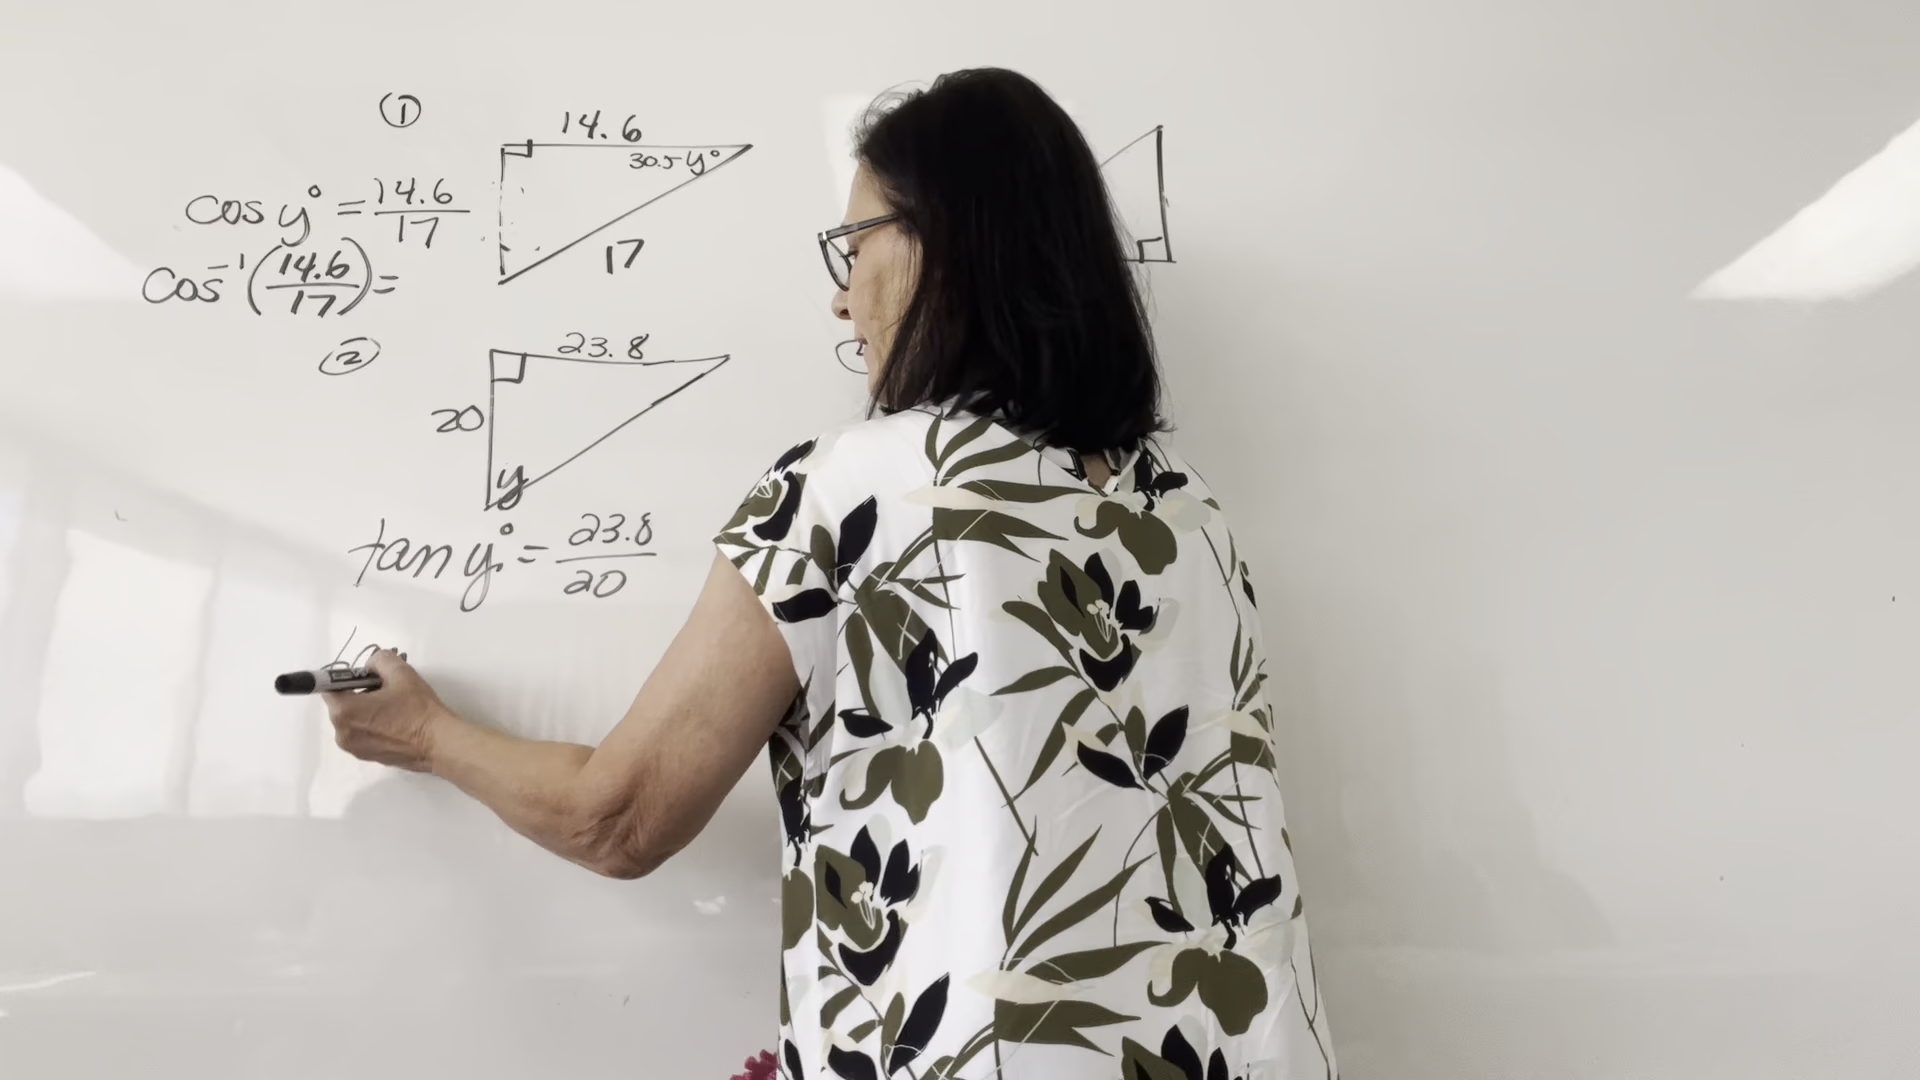 ①
14.6
30.5 y°
cos y° = 14.6/17
17
cos⁻¹(14.6/17) =
②
23.8
20
y
tan y° = 23.8/20